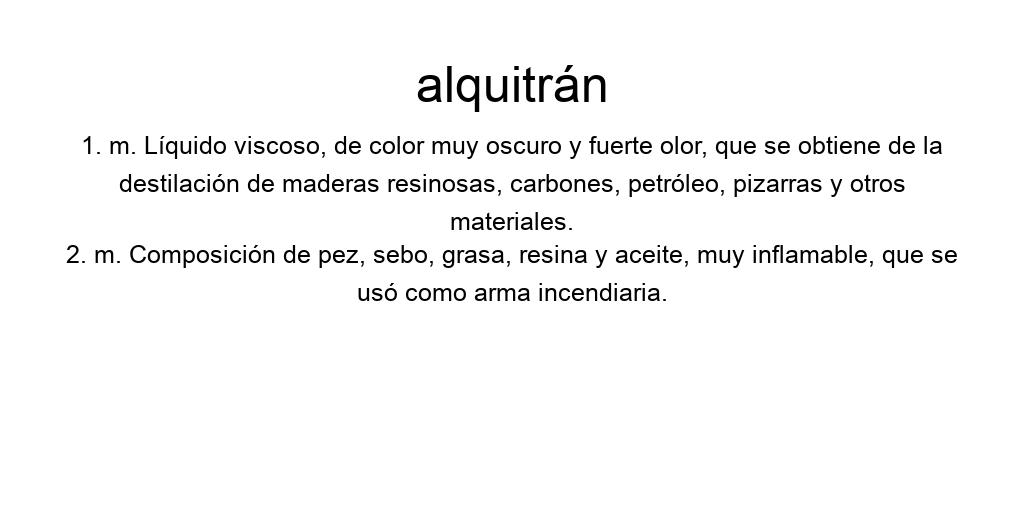 alquitrán
1. m. Líquido viscoso, de color muy oscuro y fuerte olor, que se obtiene de la
destilación de maderas resinosas, carbones, petróleo, pizarras y otros
materiales.
2. m. Composición de pez, sebo, grasa, resina y aceite, muy inflamable, que se
usó como arma incendiaria.